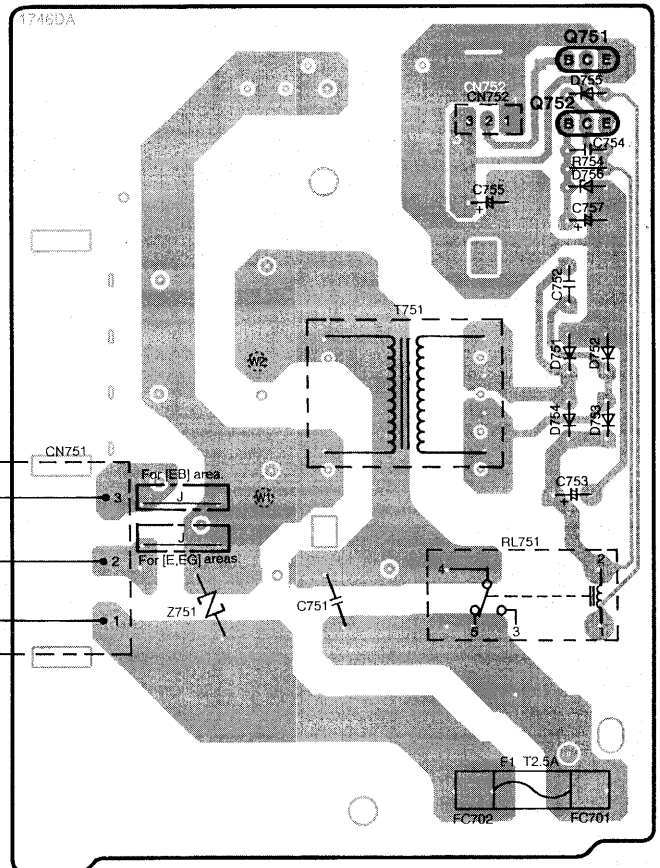 1746DA
Q751
B C E
D755
CN752
CN752
Q752
3 2 1
B C E
3
C754
R754
D756
C755
+
C757
+
C752
T751
D751
D752
W2
D754
D753
CN751
For [EB] area.
C753
+
3
J
W1
J
RL751
2
For [E,EG] areas
2
4
Z751
C751
1
5
3
1
F1 T2.5A
FC702
FC701